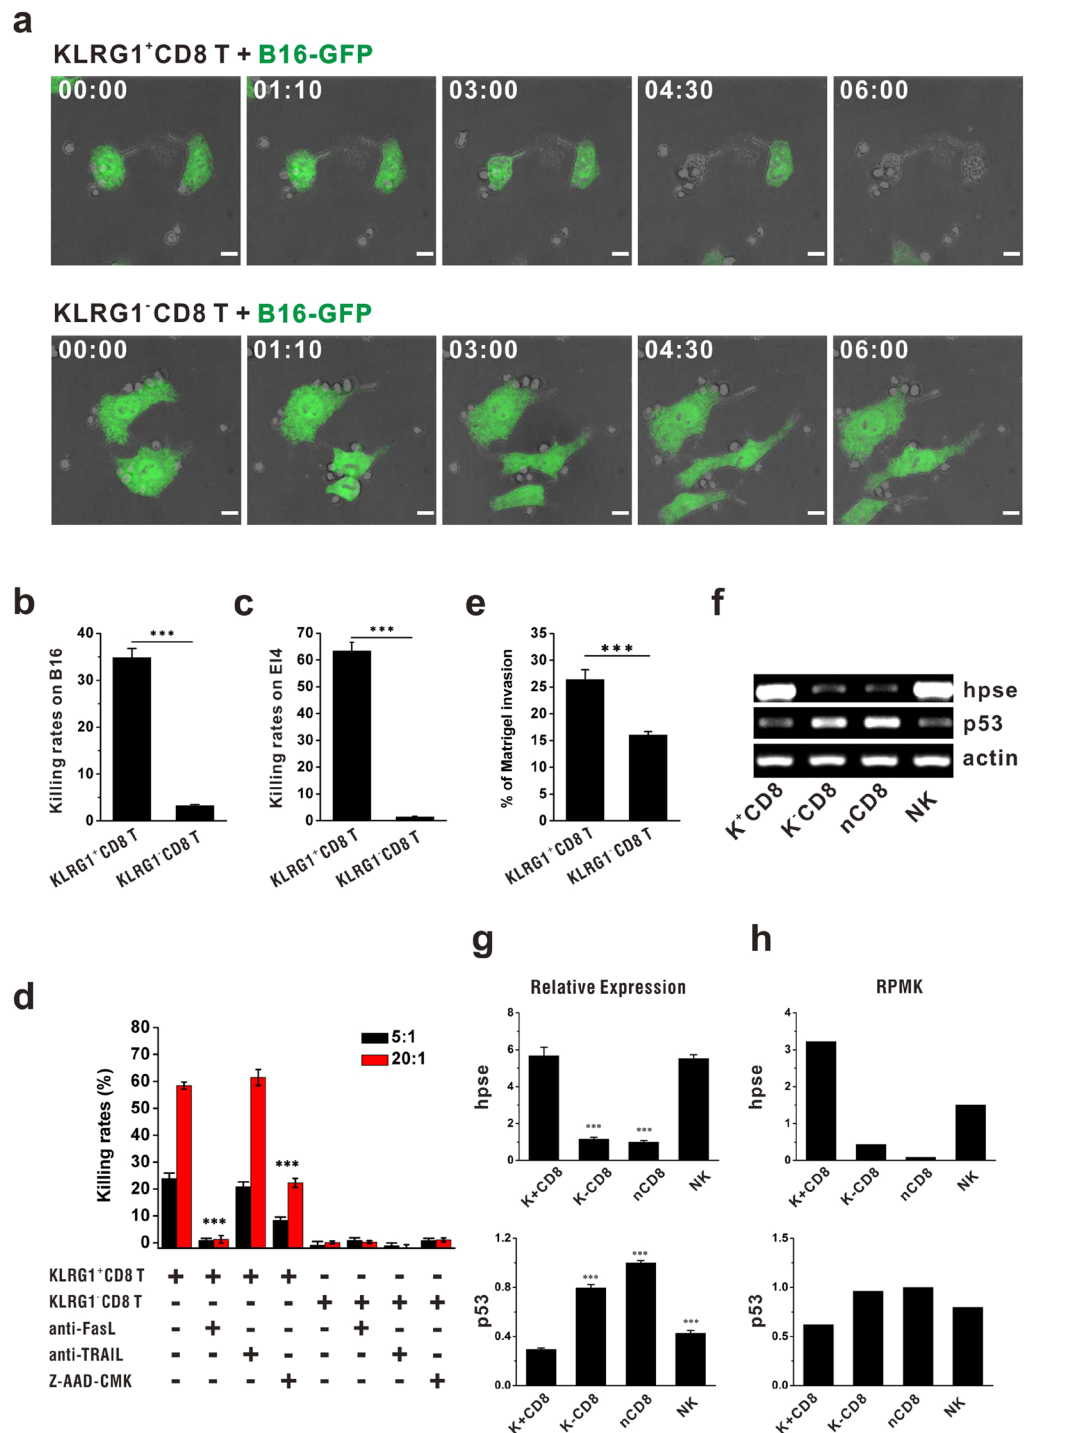 a
KLRG1⁺CD8 T + B16-GFP
00:00 01:10 03:00 04:30 06:00
KLRG1⁻CD8 T + B16-GFP
00:00 01:10 03:00 04:30 06:00
b
Killing rates on B16
40
30
20
10
0
***
KLRG1⁺CD8 T
KLRG1⁻CD8 T
c
Killing rates on El4
70
60
50
40
30
20
10
0
***
KLRG1⁺CD8 T
KLRG1⁻CD8 T
e
% of Matrigel invasion
35
30
25
20
15
10
5
0
***
KLRG1⁺CD8 T
KLRG1⁻CD8 T
f
hpse
p53
actin
K⁺CD8
K⁻CD8
nCD8
NK
d
Killing rates (%)
80
70
60
50
40
30
20
10
0
5:1
20:1
***
***
KLRG1⁺CD8 T + + + + - - - -
KLRG1⁻CD8 T - - - - + + + +
anti-FasL - + - - - + - -
anti-TRAIL - - + - - - + -
Z-AAD-CMK - - - + - - - +
g
Relative Expression
hpse
8
6
4
2
0
***
***
K+CD8
K-CD8
nCD8
NK
p53
1.2
0.8
0.4
0.0
***
***
***
K+CD8
K-CD8
nCD8
NK
h
RPMK
hpse
4
3
2
1
0
K+CD8
K-CD8
nCD8
NK
p53
1.5
1.0
0.5
0.0
K+CD8
K-CD8
nCD8
NK